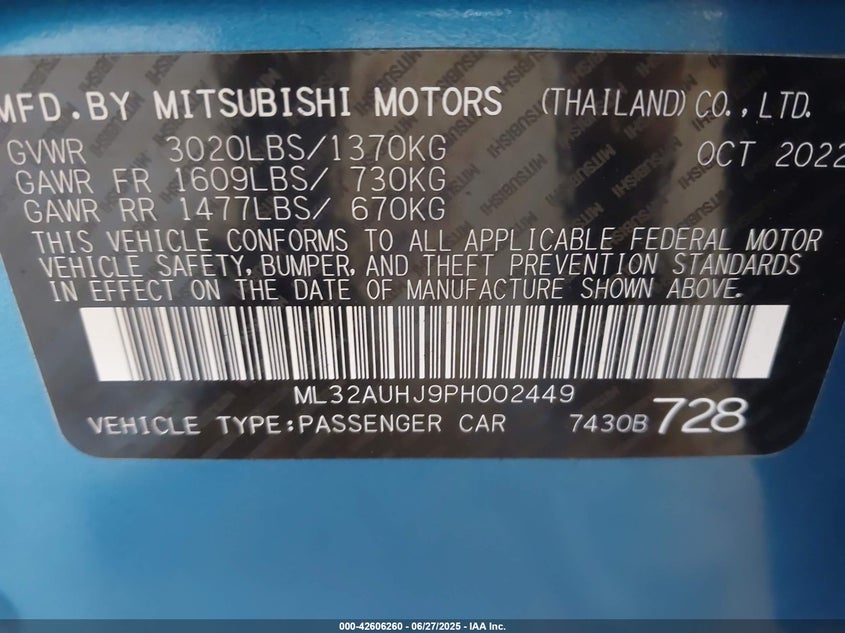 MFD.BY MITSUBISHI MOTORS (THAILAND) CO.,LTD.
GVWR 3020LBS/1370KG OCT 2022
GAWR FR 1609LBS/ 730KG
GAWR RR 1477LBS/ 670KG
THIS VEHICLE CONFORMS TO ALL APPLICABLE FEDERAL MOTOR
VEHICLE SAFETY, BUMPER, AND THEFT PREVENTION STANDARDS
IN EFFECT ON THE DATE OF MANUFACTURE SHOWN ABOVE.
ML32AUHJ9PH002449
VEHICLE TYPE:PASSENGER CAR 7430B 728
000-42606260 - 06/27/2025 - IAA Inc.